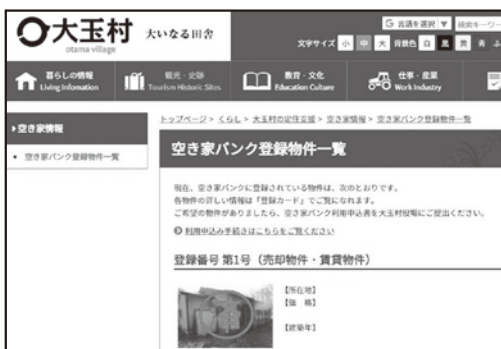 大玉村 大いなる田舎
otama village
G 言語を選択 ▼
文字サイズ 小 中 大 背景色 白 黒 黄 青
暮らしの情報
Living Infomation
観光・史跡
Tourism Historic Sites
教育・文化
Education Culture
仕事・産業
Work Industry
空き家情報
空き家バンク登録物件一覧
トップページ > くらし > 大玉村の定住支援 > 空き家情報 > 空き家バンク登録物件一覧
空き家バンク登録物件一覧
現在、空き家バンクに登録されている物件は、次のとおりです。
各物件の詳しい情報は「登録カード」でご覧になれます。
ご希望の物件がありましたら、空き家バンク利用申込書を大玉村役場にご提出ください。
利用申込み手続きはこちらをご覧ください
登録番号 第1号（売却物件・賃貸物件）
【所在地】
【価　格】
【建築年】